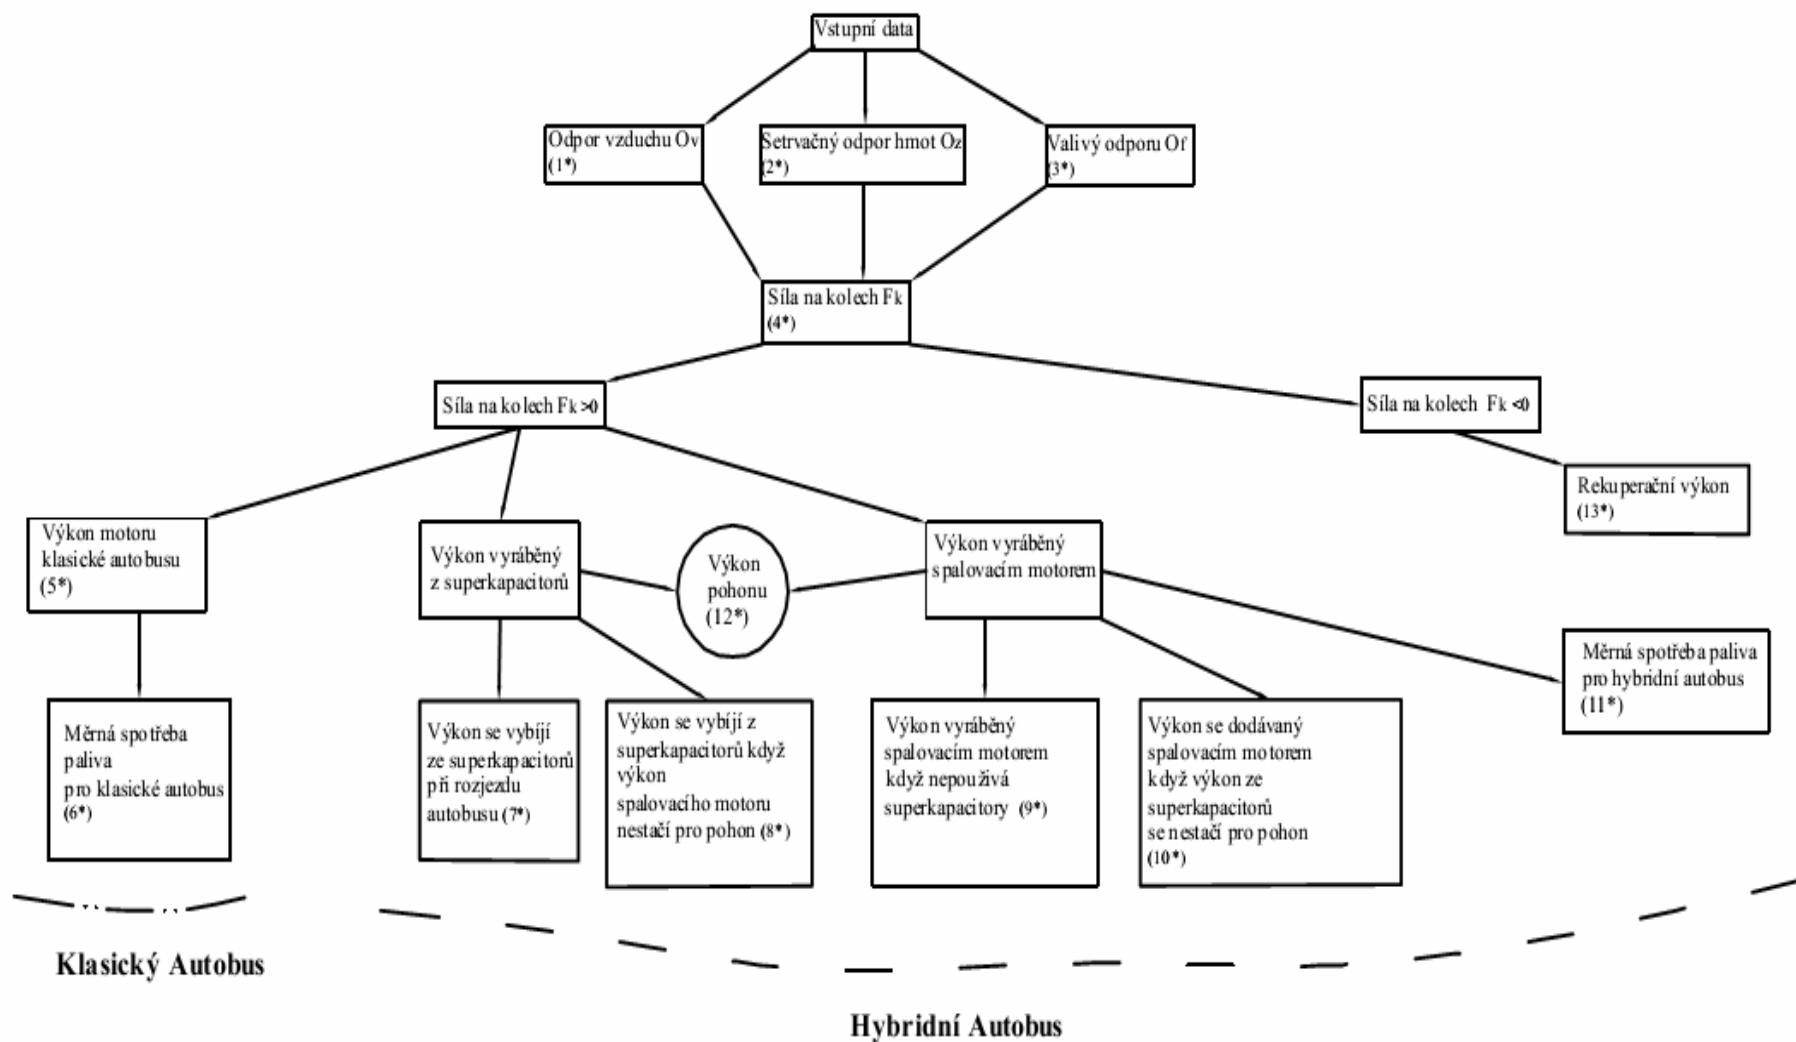 Vstupní data
Odpor vzduchu Ov
(1*)
Setrvačný odpor hmot Oz
(2*)
Valivý odporu Of
(3*)
Síla na kolech Fk
(4*)
Síla na kolech Fk >0
Síla na kolech Fk <0
Rekuperační výkon
(13*)
Výkon motoru
klasické autobusu
(5*)
Výkon vyráběný
z superkapacitorů
Výkon
pohonu
(12*)
Výkon vyráběný
spalovacím motorem
Měrná spotřeba paliva
pro hybridní autobus
(11*)
Měrná spotřeba
paliva
pro klasické autobus
(6*)
Výkon se vybíjí
ze superkapacitorů
při rozjezdu
autobusu (7*)
Výkon se vybíjí z
superkapacitorů když
výkon
spalovacího motoru
nestačí pro pohon (8*)
Výkon vyráběný
spalovacím motorem
když nepoužívá
superkapacitory (9*)
Výkon se dodávaný
spalovacím motorem
když výkon ze
superkapacitorů
se nestačí pro pohon
(10*)
Klasický Autobus
Hybridní Autobus